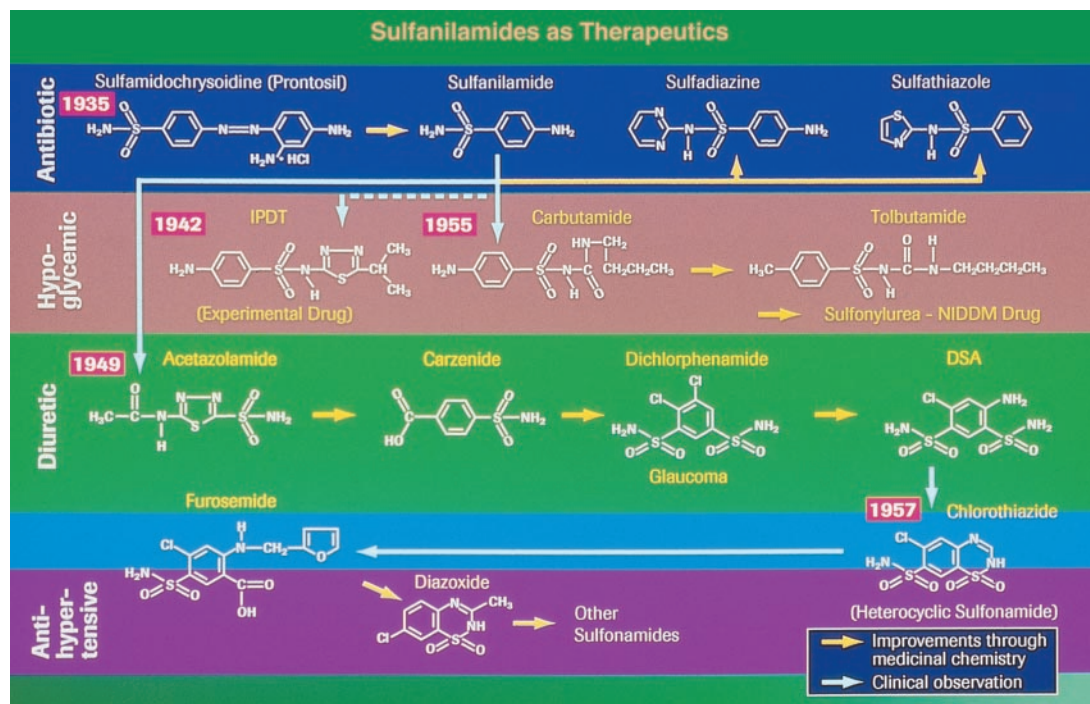 Sulfanilamides as Therapeutics
Antibiotic
1935
Sulfamidochrysoidine (Prontosil)
H₂N
S
O
O
N
N
NH₂
H₂N • HCl
Sulfanilamide
H₂N
S
O
O
NH₂
Sulfadiazine
N
N
N
H
S
O
O
NH₂
Sulfathiazole
S
N
N
H
S
O
O
Hypo-
glycemic
1942
IPDT
H₂N
S
O
O
N
H
N
N
S
CH
CH₃
CH₃
(Experimental Drug)
1955
Carbutamide
H₂N
S
O
O
N
H
C
O
HN
CH₂
CH₂CH₂CH₃
Tolbutamide
H₃C
S
O
O
N
H
C
O
N
H
CH₂CH₂CH₂CH₃
Sulfonylurea - NIDDM Drug
Diuretic
1949
Acetazolamide
H₃C
C
O
N
H
N
N
S
S
O
O
NH₂
Carzenide
O
C
HO
S
O
O
NH₂
Dichlorphenamide
Cl
Cl
H₂N
S
O
O
S
O
O
NH₂
Glaucoma
DSA
Cl
NH₂
H₂N
S
O
O
S
O
O
NH₂
Furosemide
Cl
H
N
CH₂
O
H₂N
S
O
O
C
O
OH
1957
Chlorothiazide
Cl
N
NH
S
O
O
H₂N
S
O
O
(Heterocyclic Sulfonamide)
Anti-
hyper-
tensive
Diazoxide
N
CH₃
NH
S
O
O
Cl
Other
Sulfonamides
Improvements through
medicinal chemistry
Clinical observation